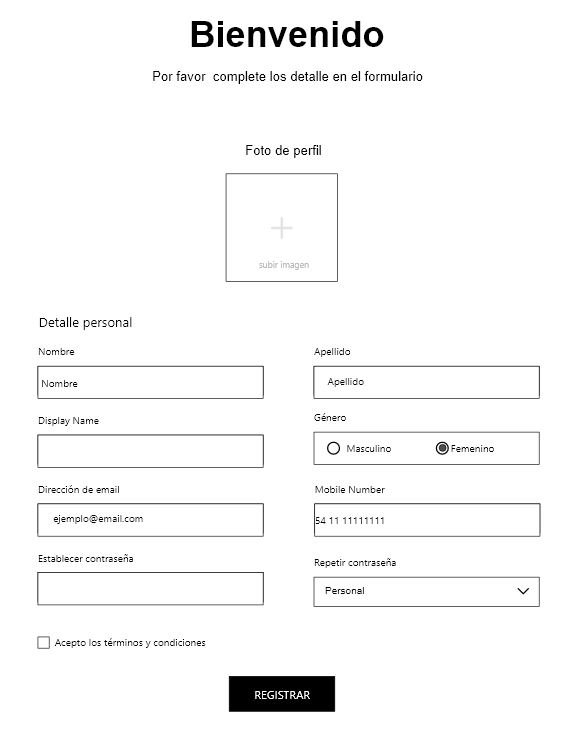 Bienvenido
Por favor  complete los detalle en el formulario
Foto de perfil
subir imagen
Detalle personal
Nombre
Apellido
Nombre
Apellido
Display Name
Género
Masculino
Femenino
Dirección de email
Mobile Number
ejemplo@email.com
54 11 11111111
Establecer contraseña
Repetir contraseña
Personal
Acepto los términos y condiciones
REGISTRAR